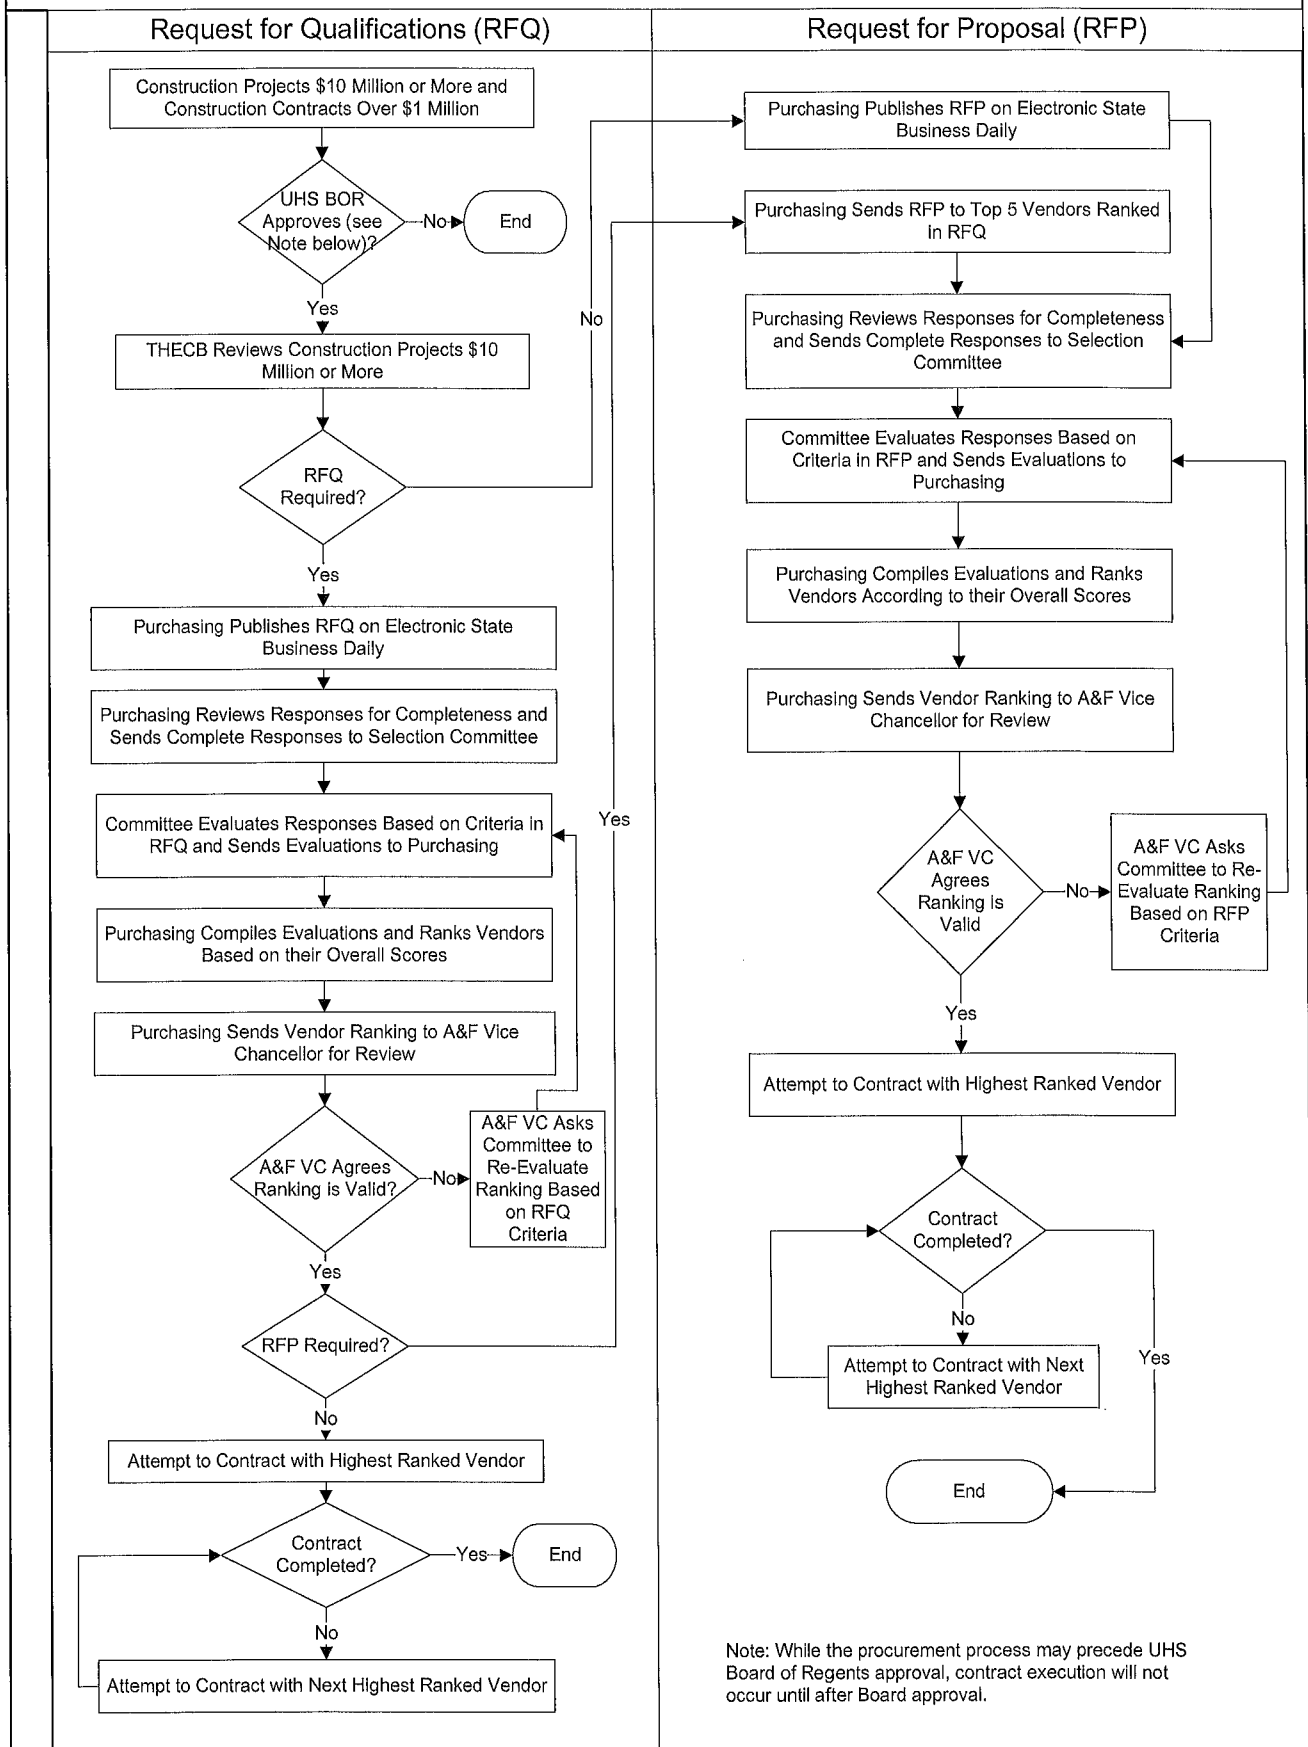 Request for Qualifications (RFQ)
Construction Projects $10 Million or More and
Construction Contracts Over $1 Million
UHS BOR
Approves (see
Note below)?
No
End
Yes
THECB Reviews Construction Projects $10
Million or More
RFQ
Required?
No
Yes
Purchasing Publishes RFQ on Electronic State
Business Daily
Purchasing Reviews Responses for Completeness and
Sends Complete Responses to Selection Committee
Committee Evaluates Responses Based on Criteria in
RFQ and Sends Evaluations to Purchasing
Yes
Purchasing Compiles Evaluations and Ranks Vendors
Based on their Overall Scores
Purchasing Sends Vendor Ranking to A&F Vice
Chancellor for Review
A&F VC Agrees
Ranking is Valid?
No
A&F VC Asks
Committee to
Re-Evaluate
Ranking Based
on RFQ
Criteria
Yes
RFP Required?
No
Attempt to Contract with Highest Ranked Vendor
Contract
Completed?
Yes
End
No
Attempt to Contract with Next Highest Ranked Vendor
Request for Proposal (RFP)
Purchasing Publishes RFP on Electronic State
Business Daily
Purchasing Sends RFP to Top 5 Vendors Ranked
in RFQ
Purchasing Reviews Responses for Completeness
and Sends Complete Responses to Selection
Committee
Committee Evaluates Responses Based on
Criteria in RFP and Sends Evaluations to
Purchasing
Purchasing Compiles Evaluations and Ranks
Vendors According to their Overall Scores
Purchasing Sends Vendor Ranking to A&F Vice
Chancellor for Review
A&F VC
Agrees
Ranking is
Valid
No
A&F VC Asks
Committee to Re-
Evaluate Ranking
Based on RFP
Criteria
Yes
Attempt to Contract with Highest Ranked Vendor
Contract
Completed?
No
Yes
Attempt to Contract with Next
Highest Ranked Vendor
End
Note: While the procurement process may precede UHS
Board of Regents approval, contract execution will not
occur until after Board approval.